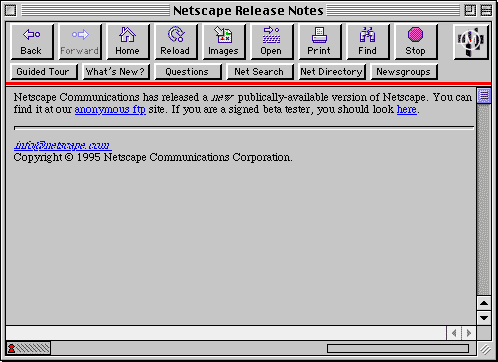 Netscape Release Notes
Back Forward Home Reload Images Open Print Find Stop
Guided Tour What's New? Questions Net Search Net Directory Newsgroups
Netscape Communications has released a new publically-available version of Netscape. You can
find it at our anonymous ftp site. If you are a signed beta tester, you should look here.
info@netscape.com
Copyright © 1995 Netscape Communications Corporation.